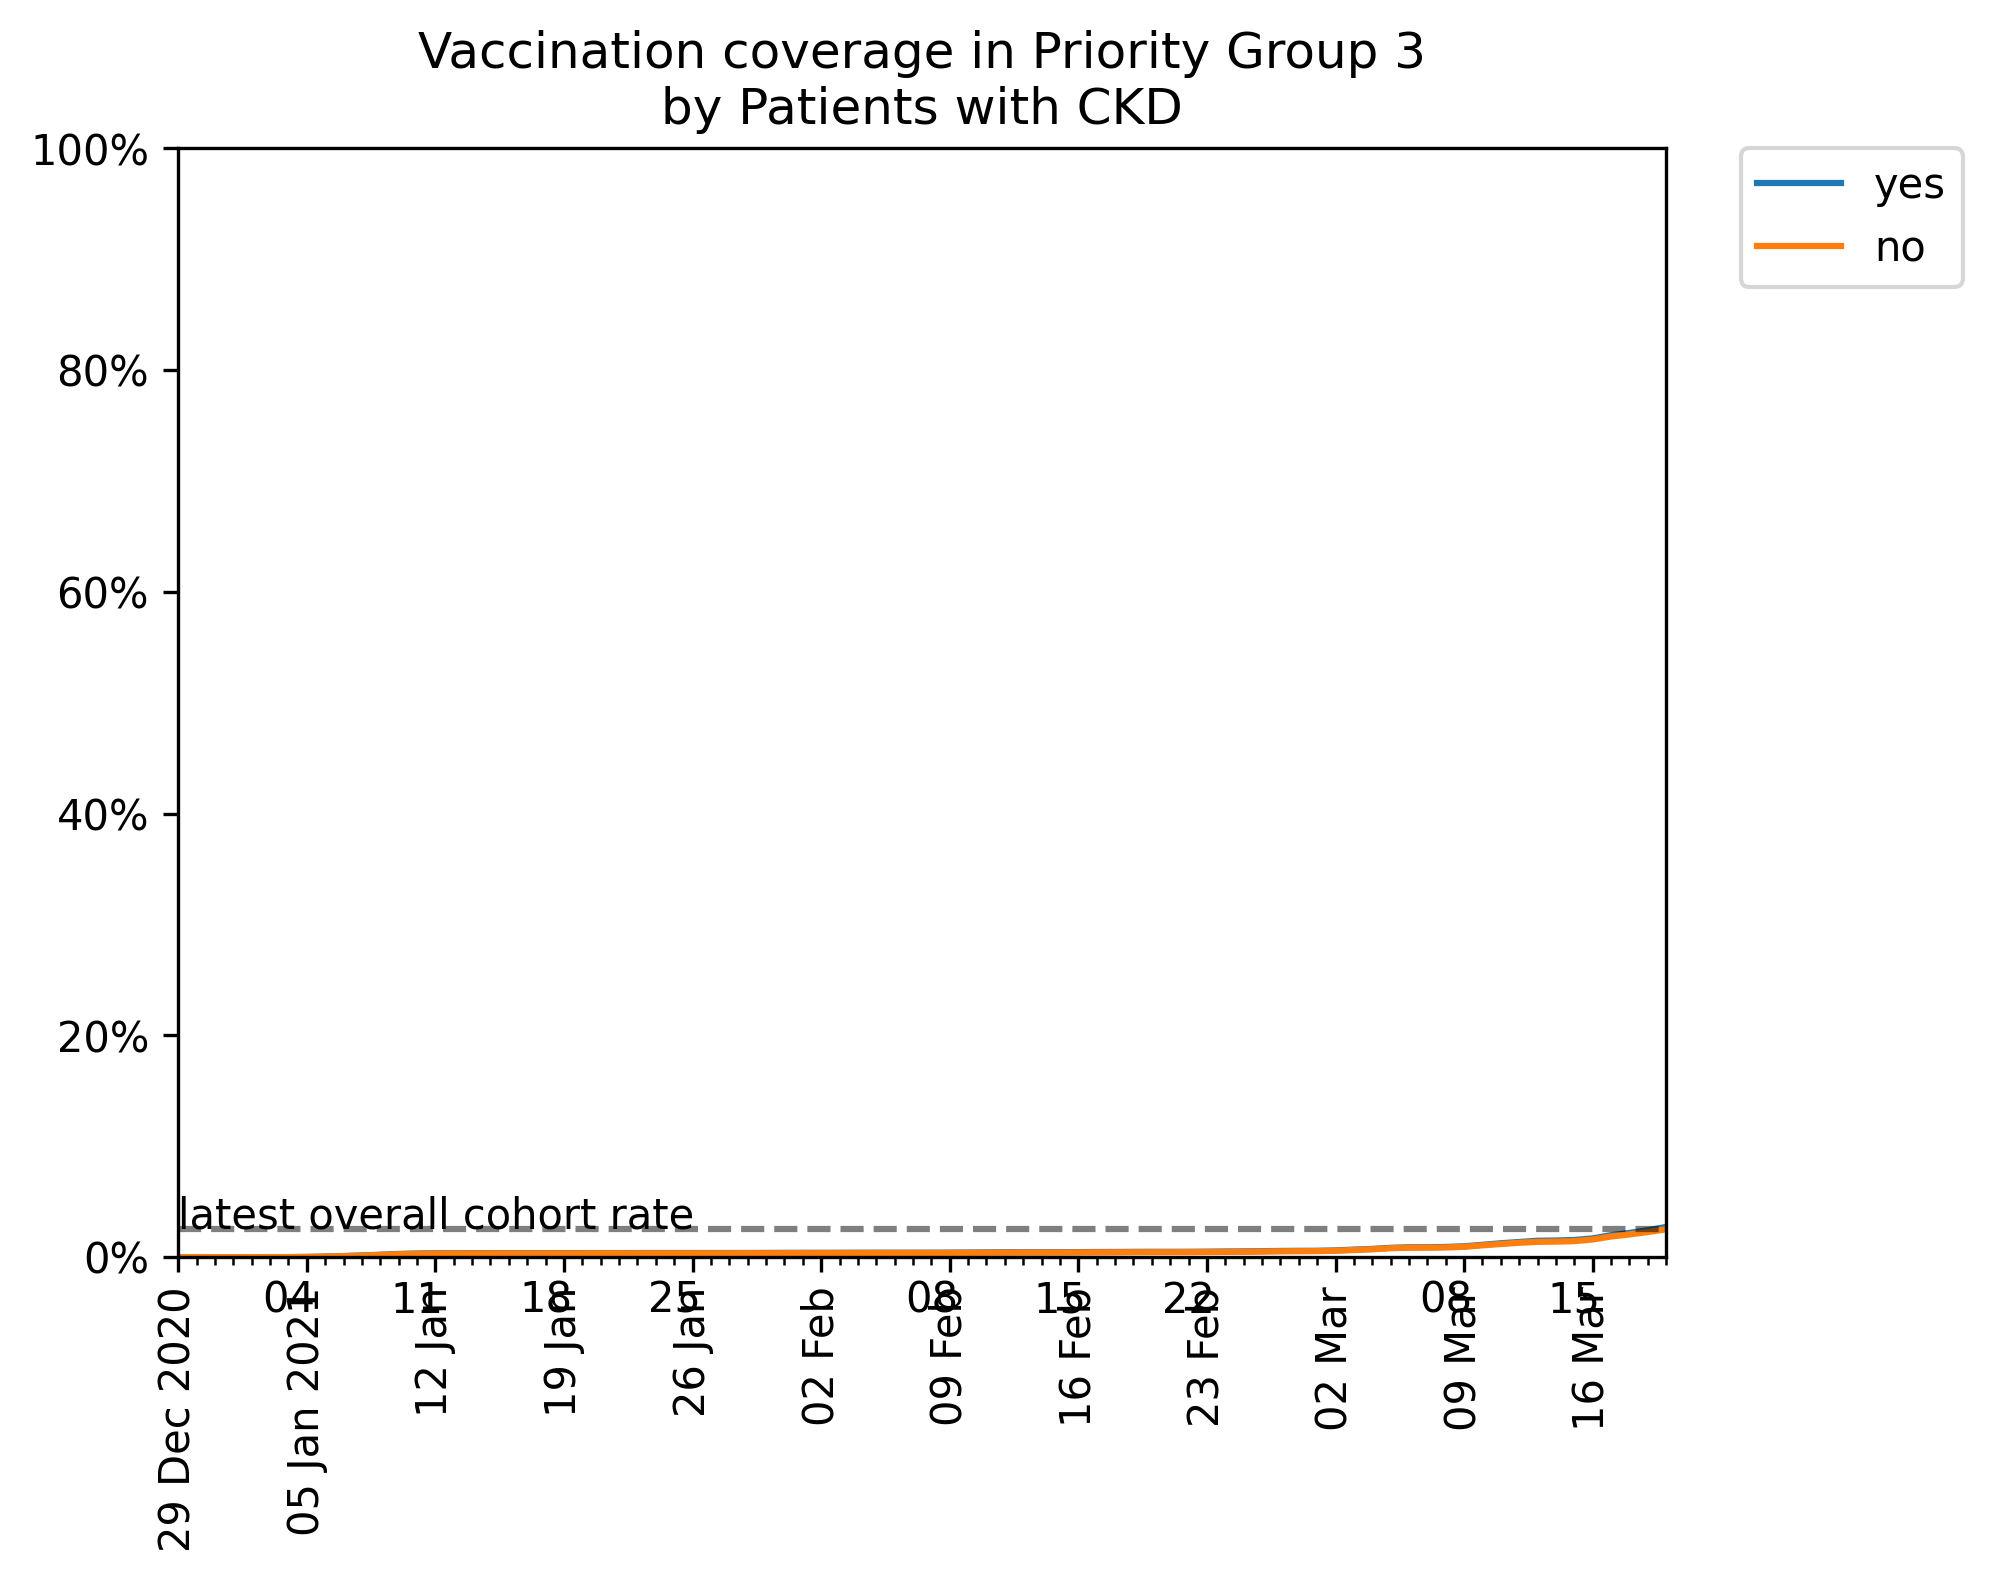 Vaccination coverage in Priority Group 3
by Patients with CKD
100%
80%
60%
40%
20%
0%
yes
no
latest overall cohort rate
04
11
18
25
08
15
22
08
15
29 Dec 2020
05 Jan 2021
12 Jan
19 Jan
26 Jan
02 Feb
09 Feb
16 Feb
23 Feb
02 Mar
09 Mar
16 Mar